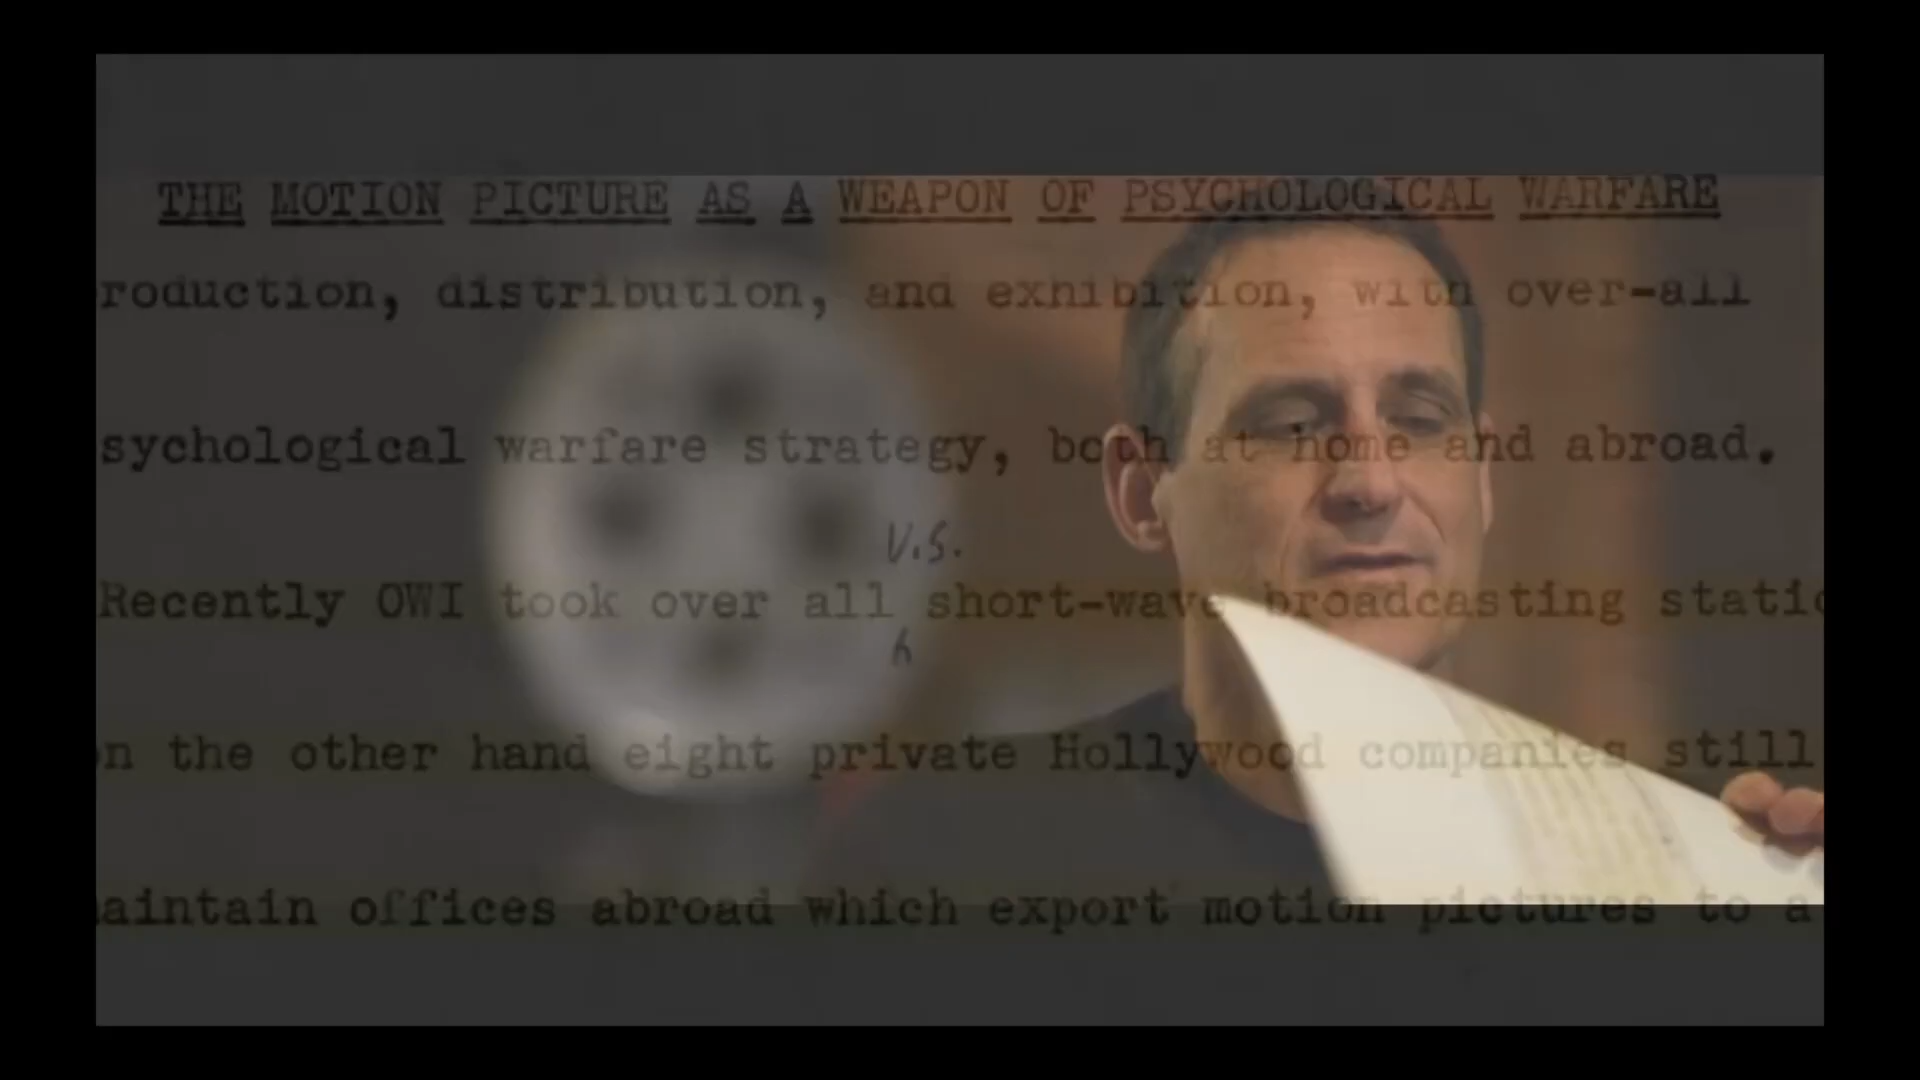 THE MOTION PICTURE AS A WEAPON OF PSYCHOLOGICAL WARFARE
roduction, distribution, and exhibition, with over-all
sychological warfare strategy, both at home and abroad.
V.S.
Recently OWI took over all short-wave broadcasting static
h
n the other hand eight private Hollywood companies still
aintain offices abroad which export motion pictures to a